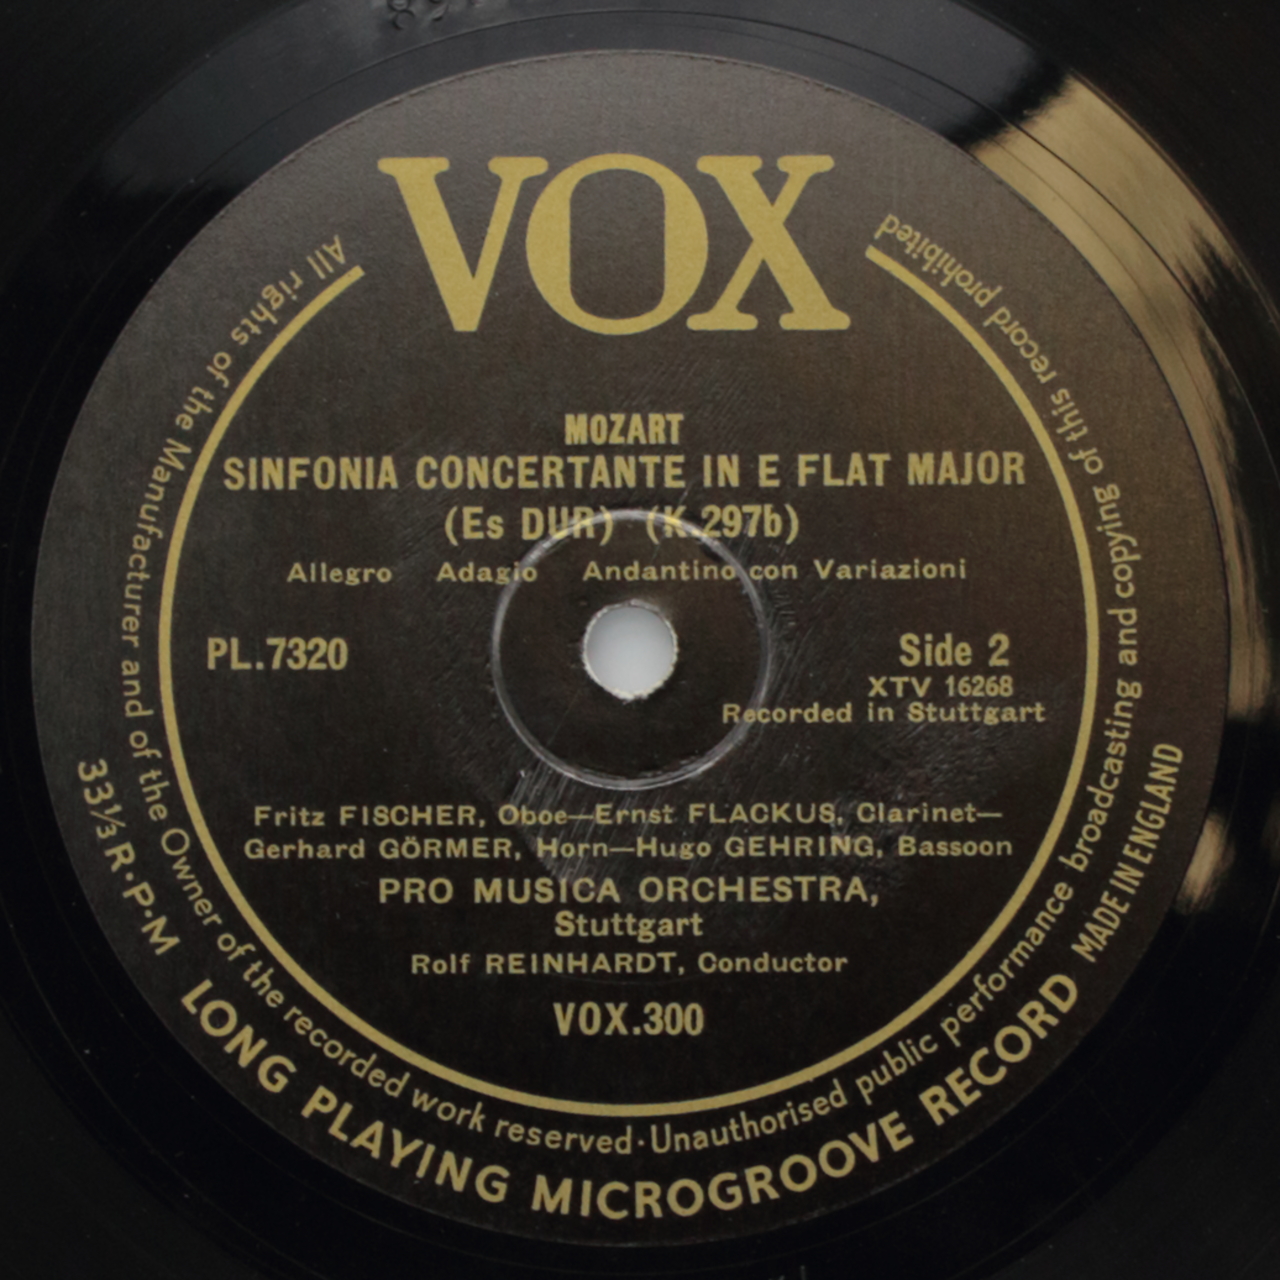 VOX
MOZART
SINFONIA CONCERTANTE IN E FLAT MAJOR
(Es DUR) (K.297b)
Allegro Adagio Andantino con Variazioni
PL.7320
Side 2
XTV 16268
Recorded in Stuttgart
Fritz FISCHER, Oboe—Ernst FLACKUS, Clarinet—
Gerhard GÖRMER, Horn—Hugo GEHRING, Bassoon
PRO MUSICA ORCHESTRA,
Stuttgart
Rolf REINHARDT, Conductor
VOX.300
All rights of the Manufacturer and of the Owner of the recorded work reserved·Unauthorised public performance broadcasting and copying of this record prohibited
33⅓ R·P·M LONG PLAYING MICROGROOVE RECORD MADE IN ENGLAND